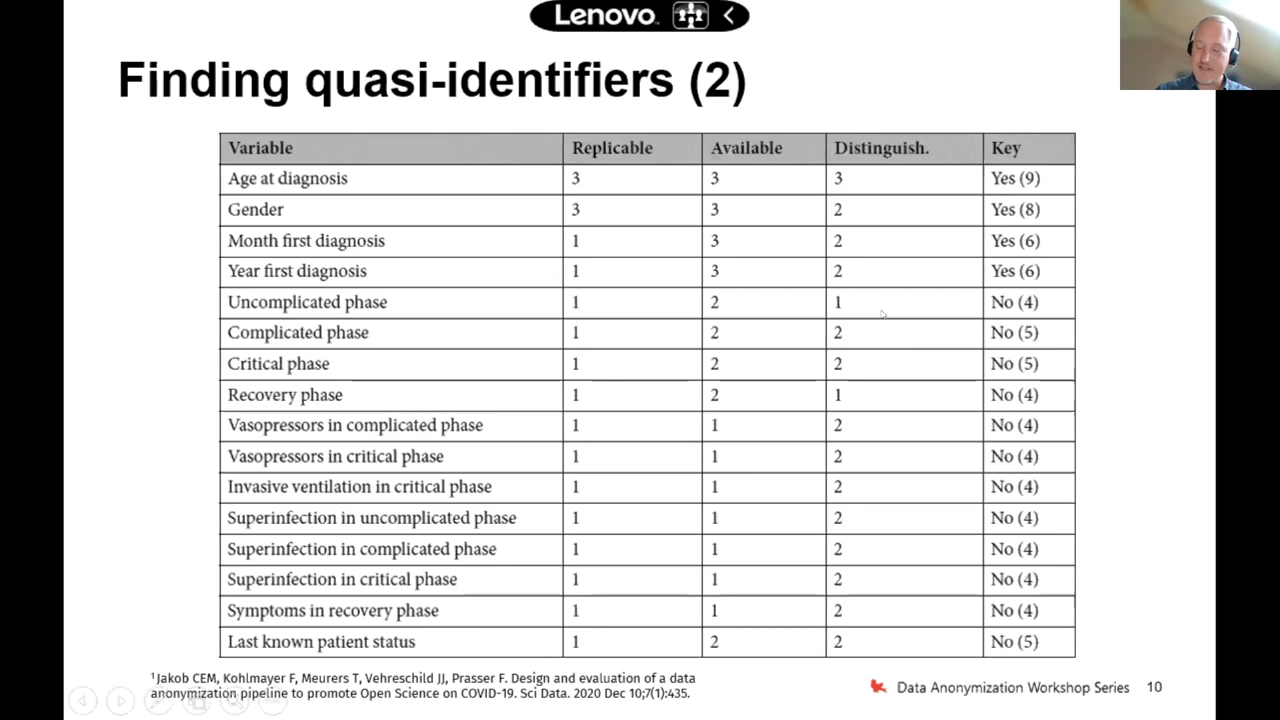 Lenovo
Finding quasi-identifiers (2)
Variable Replicable Available Distinguish. Key
Age at diagnosis 3 3 3 Yes (9)
Gender 3 3 2 Yes (8)
Month first diagnosis 1 3 2 Yes (6)
Year first diagnosis 1 3 2 Yes (6)
Uncomplicated phase 1 2 1 No (4)
Complicated phase 1 2 2 No (5)
Critical phase 1 2 2 No (5)
Recovery phase 1 2 1 No (4)
Vasopressors in complicated phase 1 1 2 No (4)
Vasopressors in critical phase 1 1 2 No (4)
Invasive ventilation in critical phase 1 1 2 No (4)
Superinfection in uncomplicated phase 1 1 2 No (4)
Superinfection in complicated phase 1 1 2 No (4)
Superinfection in critical phase 1 1 2 No (4)
Symptoms in recovery phase 1 1 2 No (4)
Last known patient status 1 2 2 No (5)
1 Jakob CEM, Kohlmayer F, Meurers T, Vehreschild JJ, Prasser F. Design and evaluation of a data
anonymization pipeline to promote Open Science on COVID-19. Sci Data. 2020 Dec 10;7(1):435.
Data Anonymization Workshop Series 10